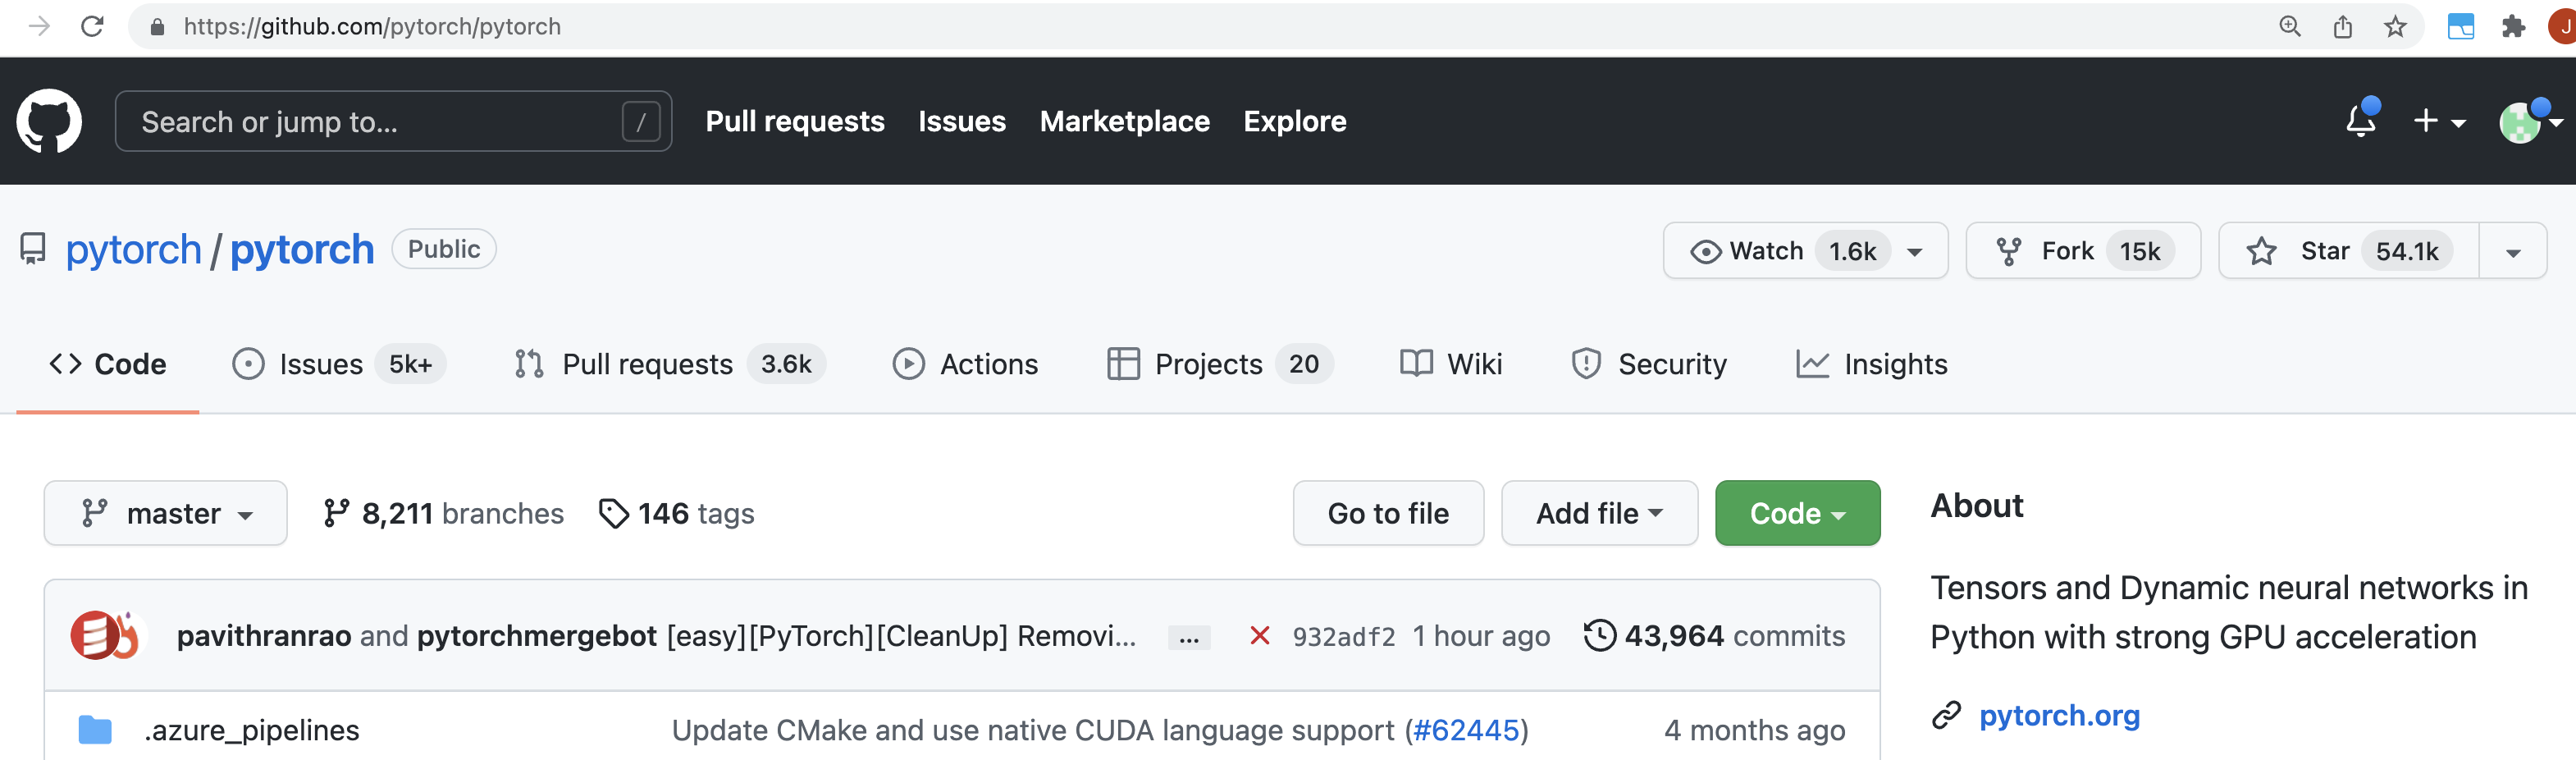 https://github.com/pytorch/pytorch
J
Search or jump to...
/
Pull requests
Issues
Marketplace
Explore
pytorch / pytorch
Public
Watch 1.6k
Fork 15k
Star 54.1k
Code
Issues 5k+
Pull requests 3.6k
Actions
Projects 20
Wiki
Security
Insights
master
8,211 branches
146 tags
Go to file
Add file
Code
pavithranrao and pytorchmergebot [easy][PyTorch][CleanUp] Removi...
...
932adf2 1 hour ago
43,964 commits
.azure_pipelines
Update CMake and use native CUDA language support (#62445)
4 months ago
About
Tensors and Dynamic neural networks in
Python with strong GPU acceleration
pytorch.org